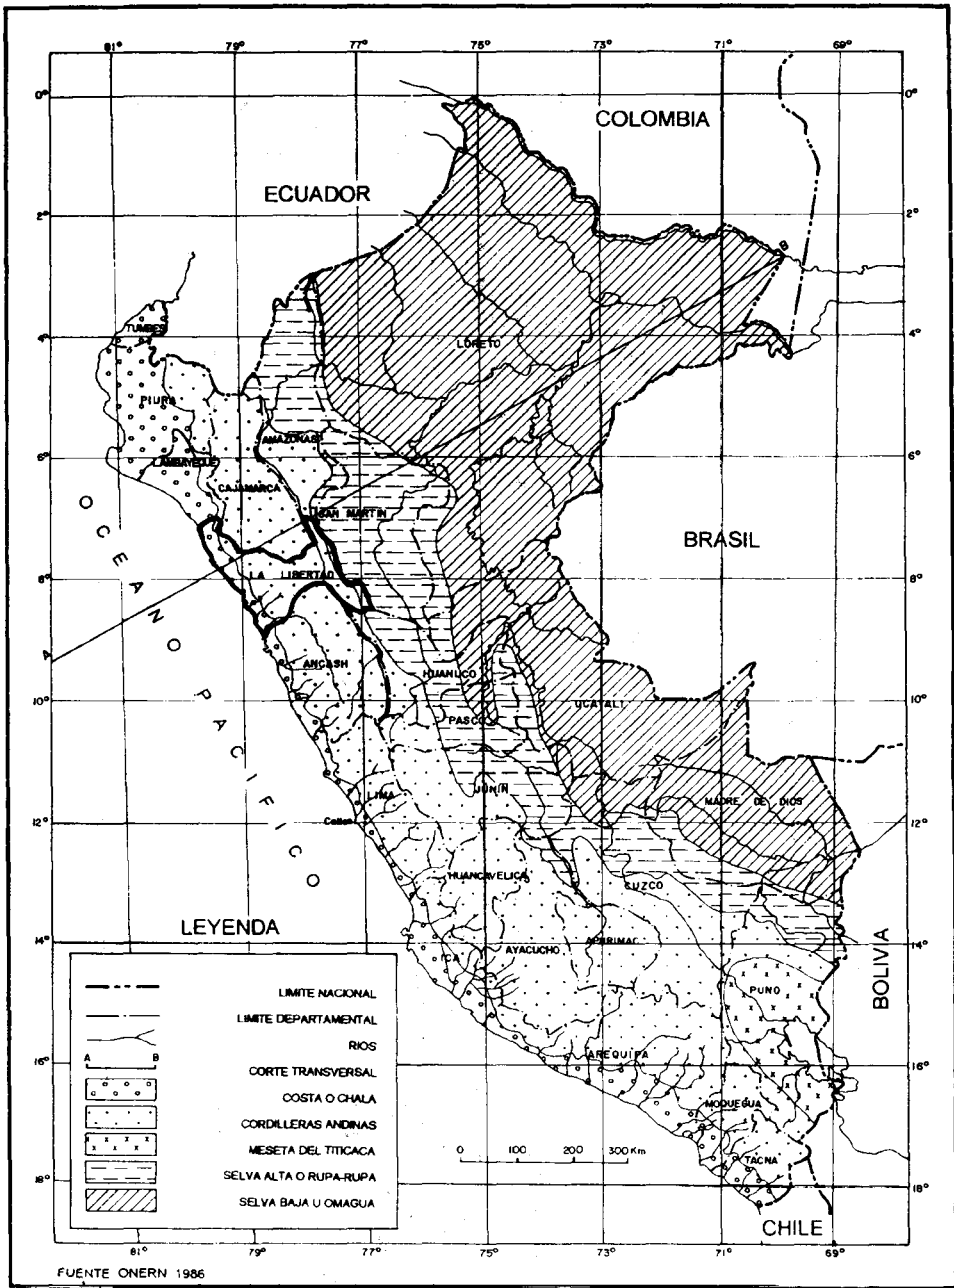 81° 79° 77° 75° 73° 71° 69°
0° 0°
COLOMBIA
ECUADOR
2° 2°
B
TUMBES
4° 4°
LORETO
PIURA
AMAZONAS
LAMBAYEQUE
6° 6°
CAJAMARCA
SAN MARTIN
BRASIL
LA LIBERTAD
8° 8°
A
ANCASH
HUANUCO
10° 10°
UCAYALI
PASCO
OCEANO PACIFICO
LIMA
JUNIN
MADRE DE DIOS
Callao
12° 12°
HUANCAVELICA
CUZCO
LEYENDA
14° 14°
AYACUCHO
APURIMAC
ICA
BOLIVIA
PUNO
LIMITE NACIONAL
LIMITE DEPARTAMENTAL
RIOS
AREQUIPA
16° 16°
A B
CORTE TRANSVERSAL
COSTA O CHALA
MOQUEGUA
CORDILLERAS ANDINAS
MESETA DEL TITICACA
0 100 200 300 Km
TACNA
SELVA ALTA O RUPA-RUPA
18° 18°
SELVA BAJA U OMAGUA
CHILE
81° 79° 77° 75° 73° 71° 69°
FUENTE ONERN 1986